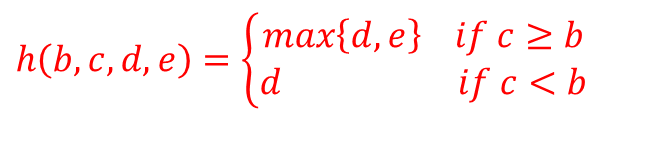 h(b, c, d, e) = { max{d, e} if c ≥ b
d if c < b